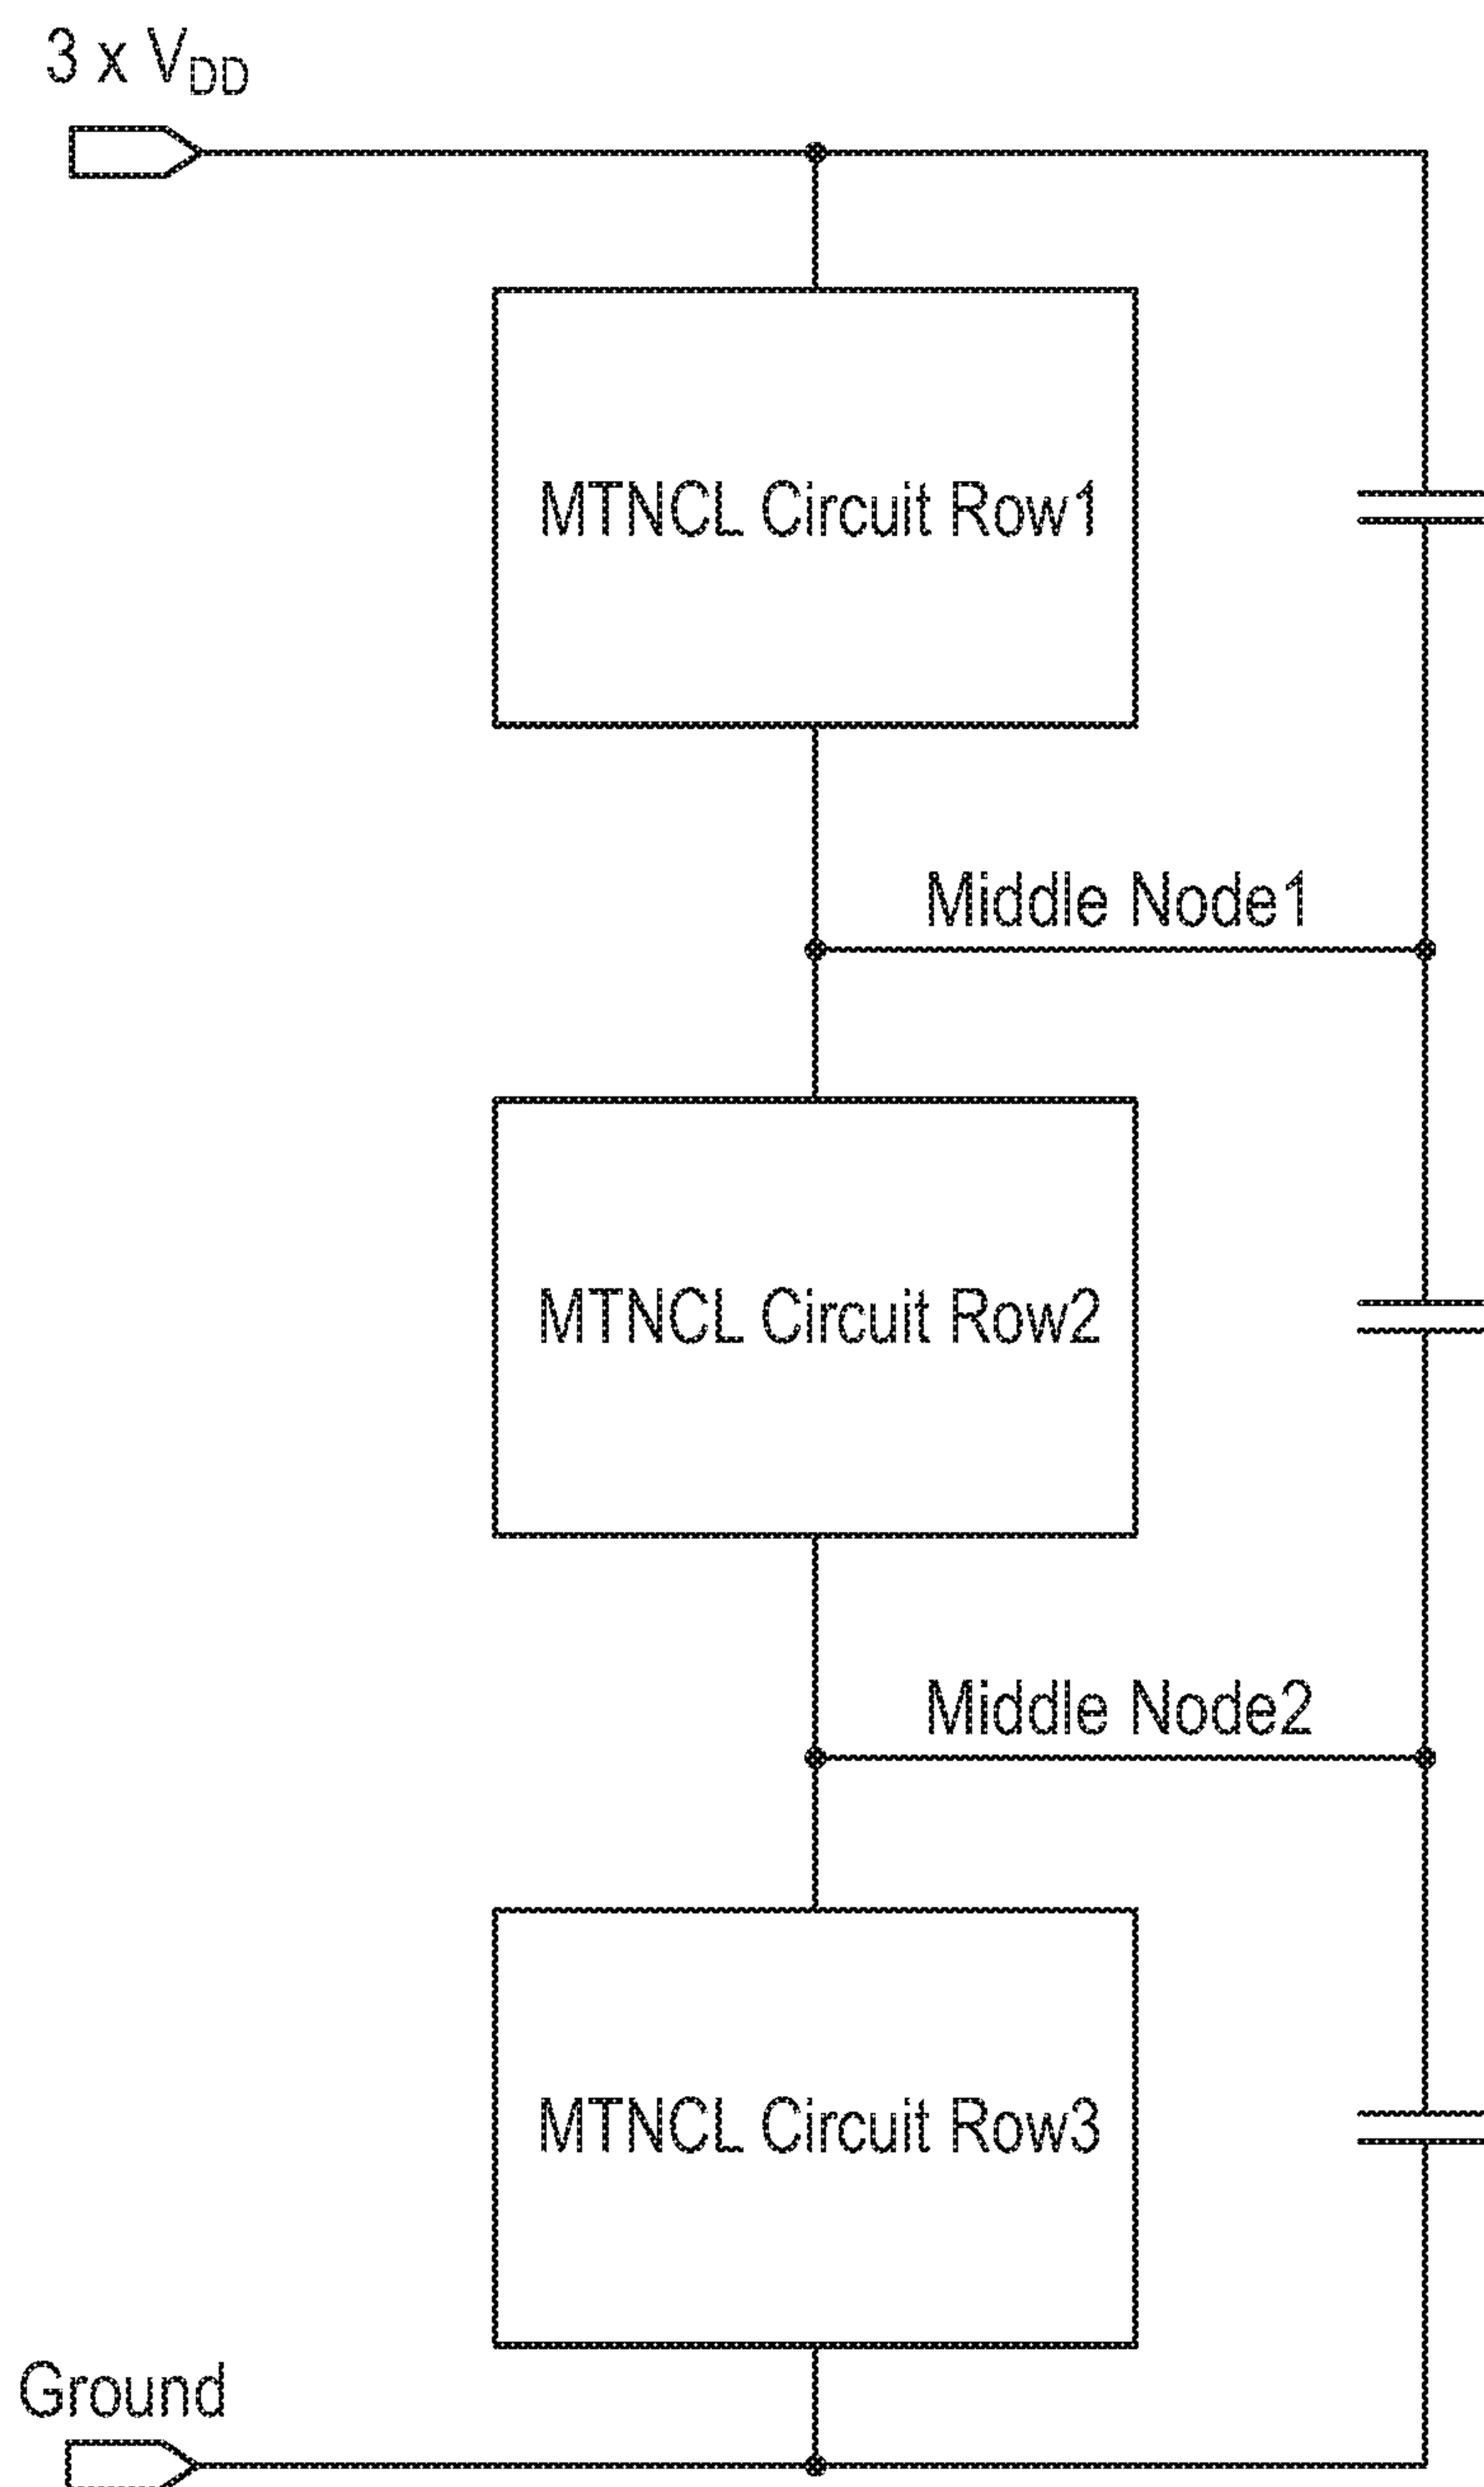 3 x VDD
MTNCL Circuit Row1
Middle Node1
MTNCL Circuit Row2
Middle Node2
MTNCL Circuit Row3
Ground